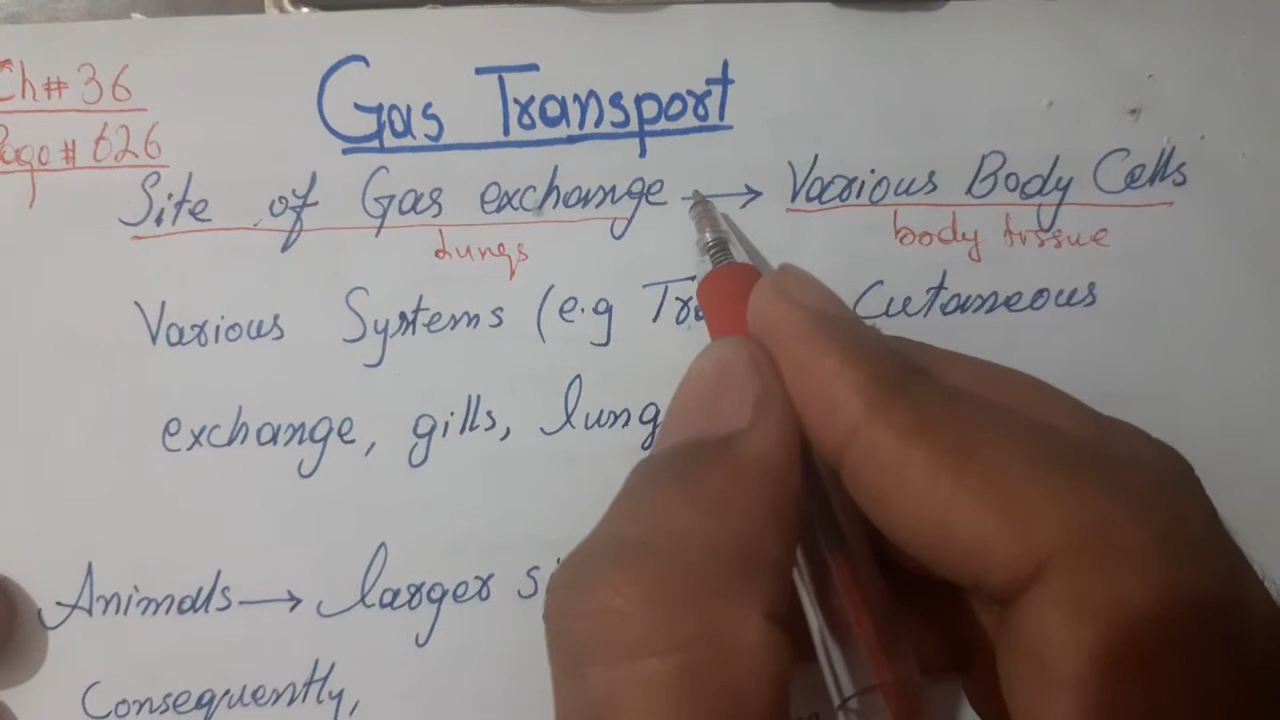 Ch# 36
Page# 626
Gas Transport
Site of Gas exchange → Various Body Cells
Lungs body tissue
Various Systems (e.g Cutaneous
exchange, gills, lung
Animals → larger
Consequently,